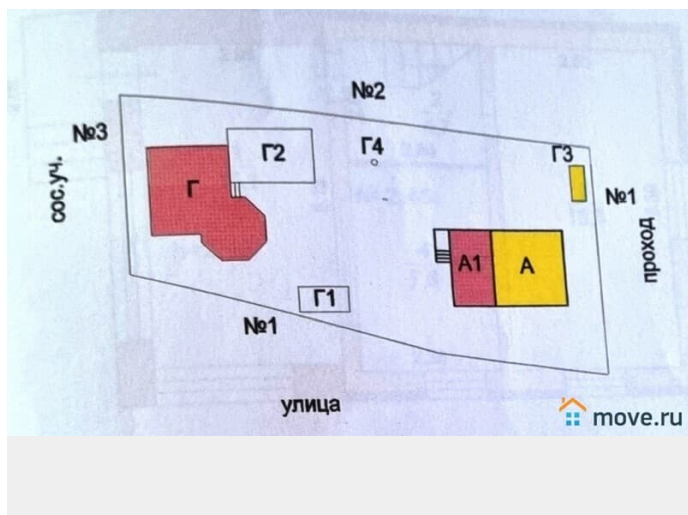 №2
№3
Г2
Г4
Г3
сос.уч.
Г
№1
проход
А1
А
Г1
№1
улица
move.ru